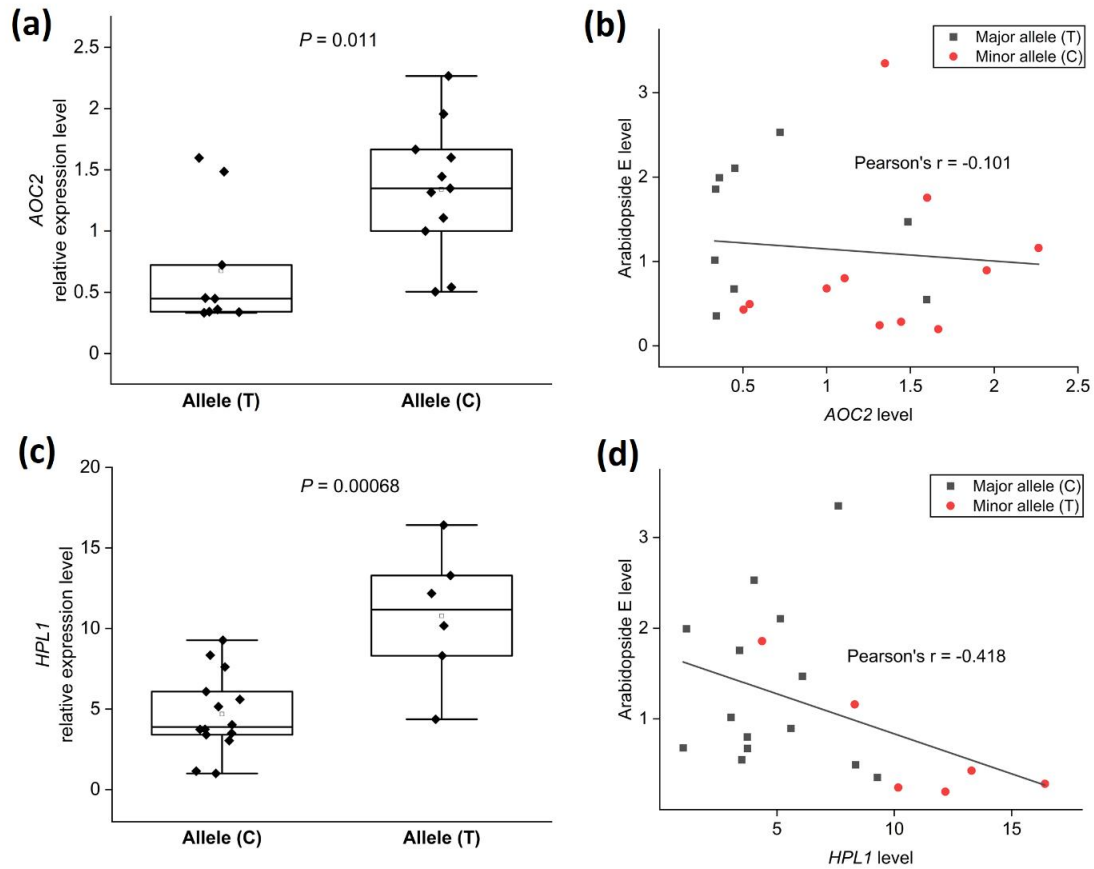 (a)
P = 0.011
2.5
2
1.5
1
0.5
0
AOC2
relative expression level
Allele (T)
Allele (C)
(b)
Major allele (T)
Minor allele (C)
Pearson's r = -0.101
3
2
1
0
Arabidopside E level
0.5
1
1.5
2
2.5
AOC2 level
(c)
P = 0.00068
20
15
10
5
0
HPL1
relative expression level
Allele (C)
Allele (T)
(d)
Major allele (C)
Minor allele (T)
Pearson's r = -0.418
3
2
1
Arabidopside E level
5
10
15
HPL1 level